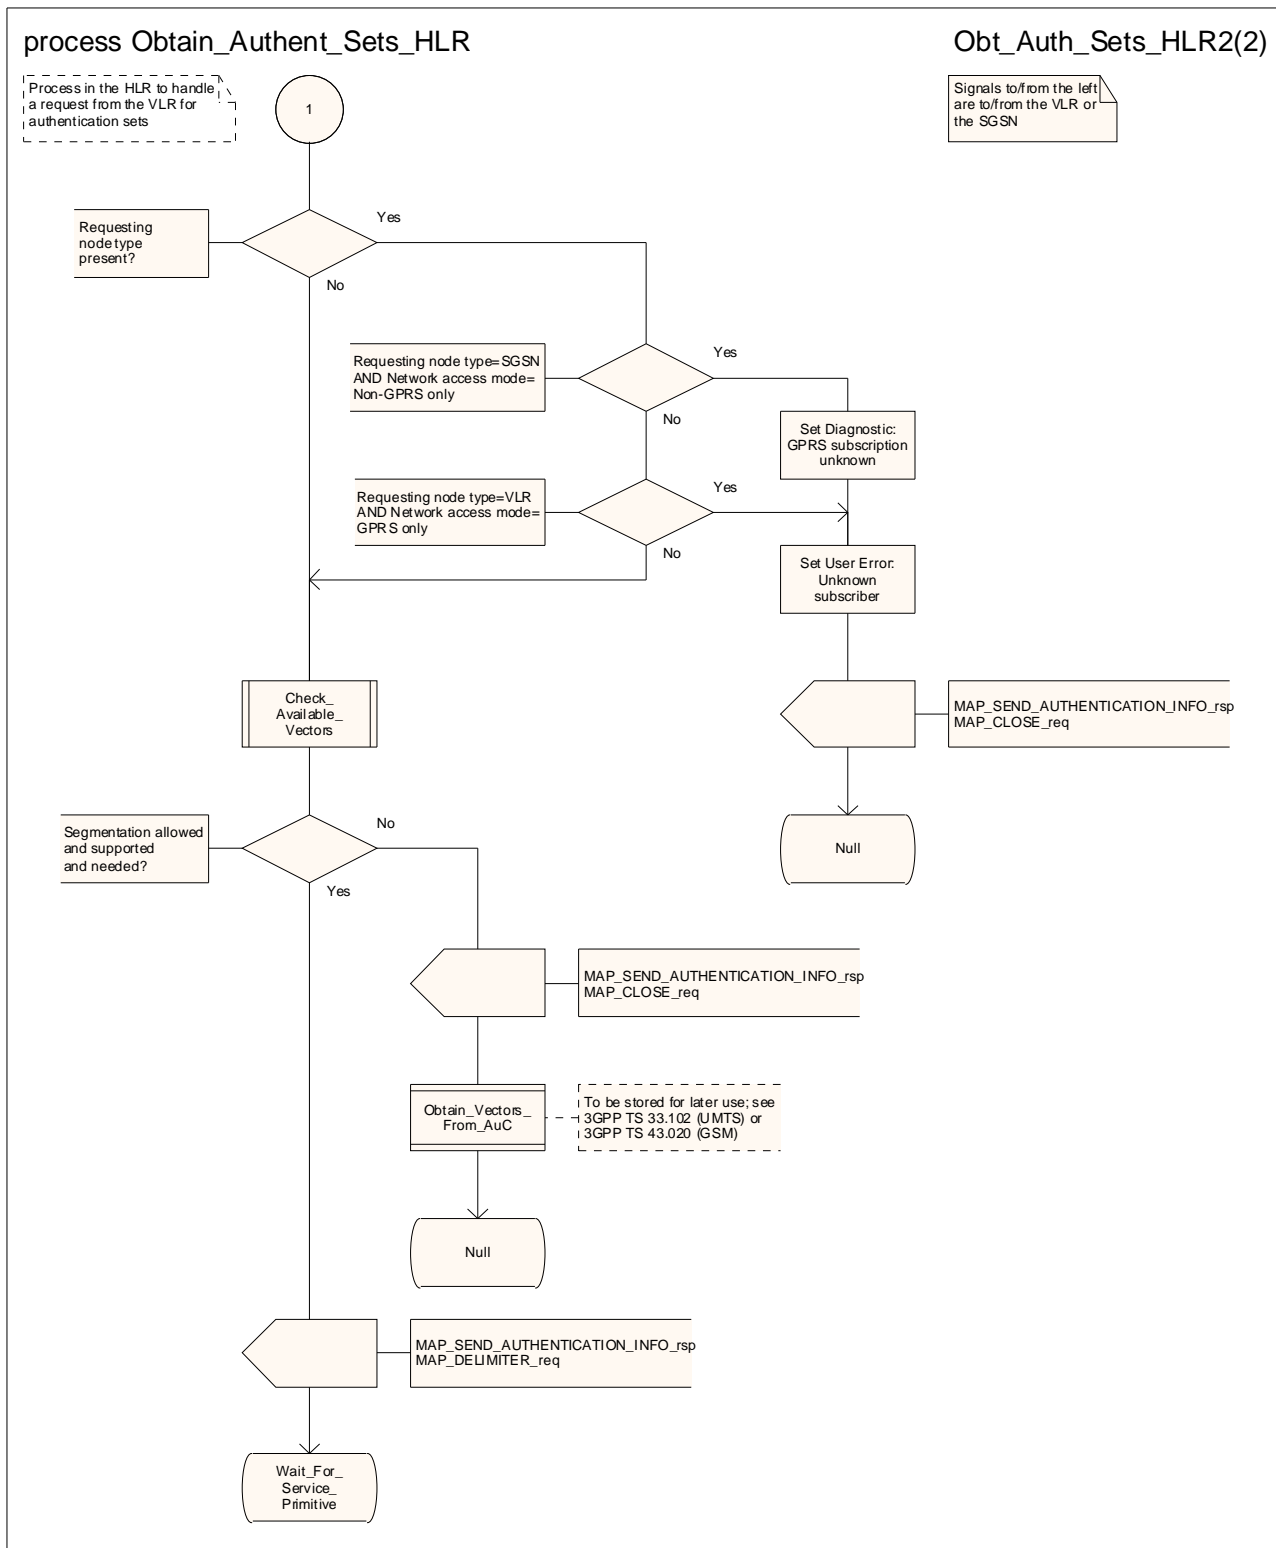 process Obtain_Authent_Sets_HLR
Obt_Auth_Sets_HLR2(2)
Process in the HLR to handle
a request from the VLR for
authentication sets
1
Signals to/from the left
are to/from the VLR or
the SGSN
Requesting
node type
present?
Yes
No
Requesting node type=SGSN
AND Network access mode=
Non-GPRS only
Yes
No
Set Diagnostic:
GPRS subscription
unknown
Requesting node type=VLR
AND Network access mode=
GPRS only
Yes
No
Set User Error:
Unknown
subscriber
Check_
Available_
Vectors
MAP_SEND_AUTHENTICATION_INFO_rsp
MAP_CLOSE_req
Segmentation allowed
and supported
and needed?
No
Yes
Null
MAP_SEND_AUTHENTICATION_INFO_rsp
MAP_CLOSE_req
Obtain_Vectors_
From_AuC
To be stored for later use; see
3GPP TS 33.102 (UMTS) or
3GPP TS 43.020 (GSM)
Null
MAP_SEND_AUTHENTICATION_INFO_rsp
MAP_DELIMITER_req
Wait_For_
Service_
Primitive